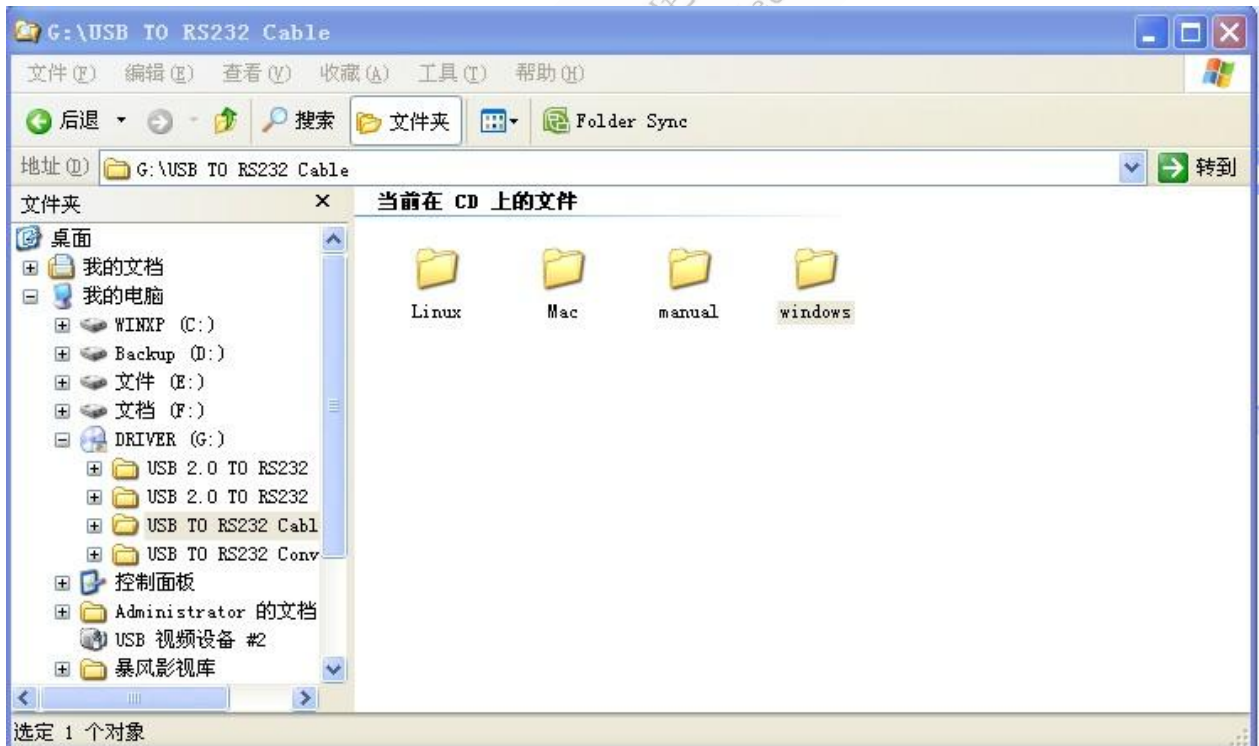 G:\USB TO RS232 Cable
文件(F) 编辑(E) 查看(V) 收藏(A) 工具(T) 帮助(H)
后退 搜索 文件夹 Folder Sync
地址(D) G:\USB TO RS232 Cable 转到
文件夹
桌面
我的文档
我的电脑
WINXP (C:)
Backup (D:)
文件 (E:)
文档 (F:)
DRIVER (G:)
USB 2.0 TO RS232
USB 2.0 TO RS232
USB TO RS232 Cabl
USB TO RS232 Conv
控制面板
Administrator 的文档
USB 视频设备 #2
暴风影视库
当前在 CD 上的文件
Linux Mac manual windows
选定 1 个对象